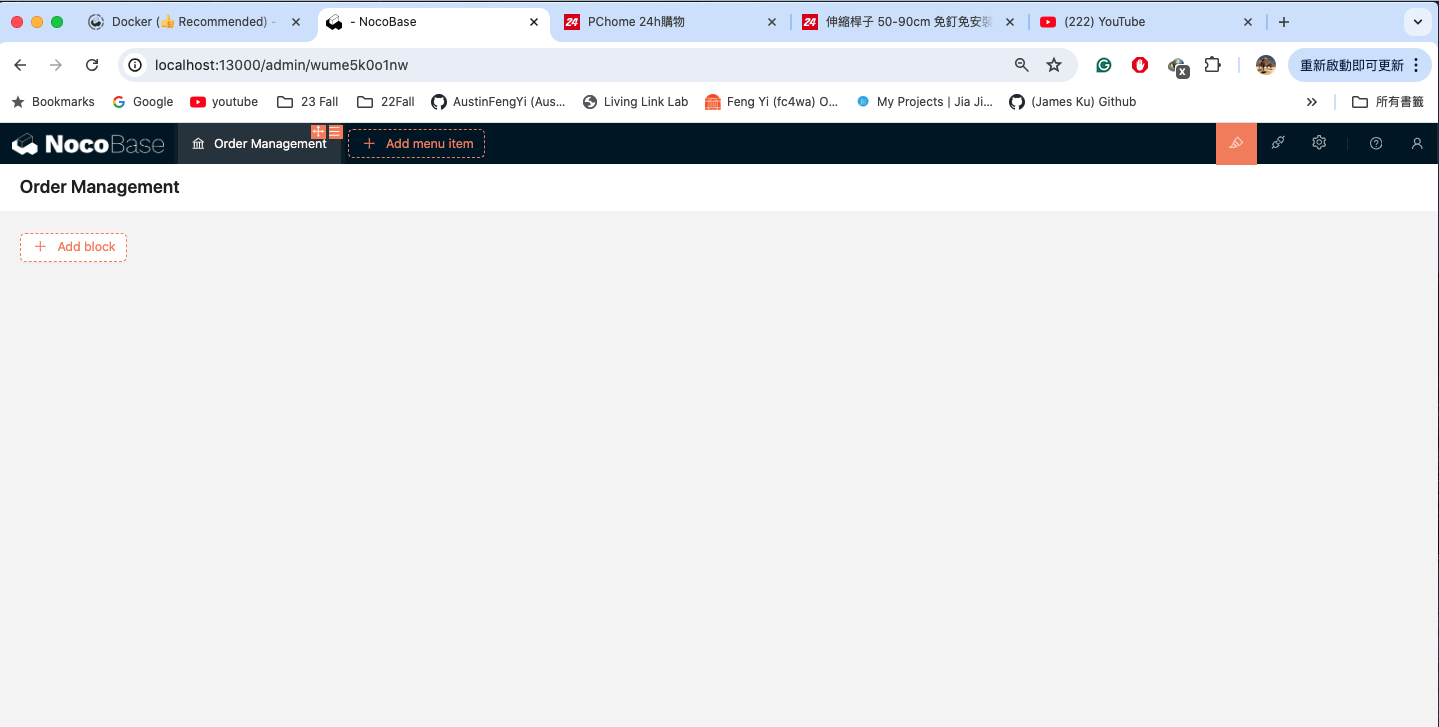 Docker (👍 Recommended) -
- NocoBase
PChome 24h購物
伸縮桿子 50-90cm 免釘免安裝
(222) YouTube
localhost:13000/admin/wume5k0o1nw
重新啟動即可更新
Bookmarks
Google
youtube
23 Fall
22Fall
AustinFengYi (Aus...
Living Link Lab
Feng Yi (fc4wa) O...
My Projects | Jia Ji...
(James Ku) Github
所有書籤
NocoBase
Order Management
Add menu item
Order Management
Add block